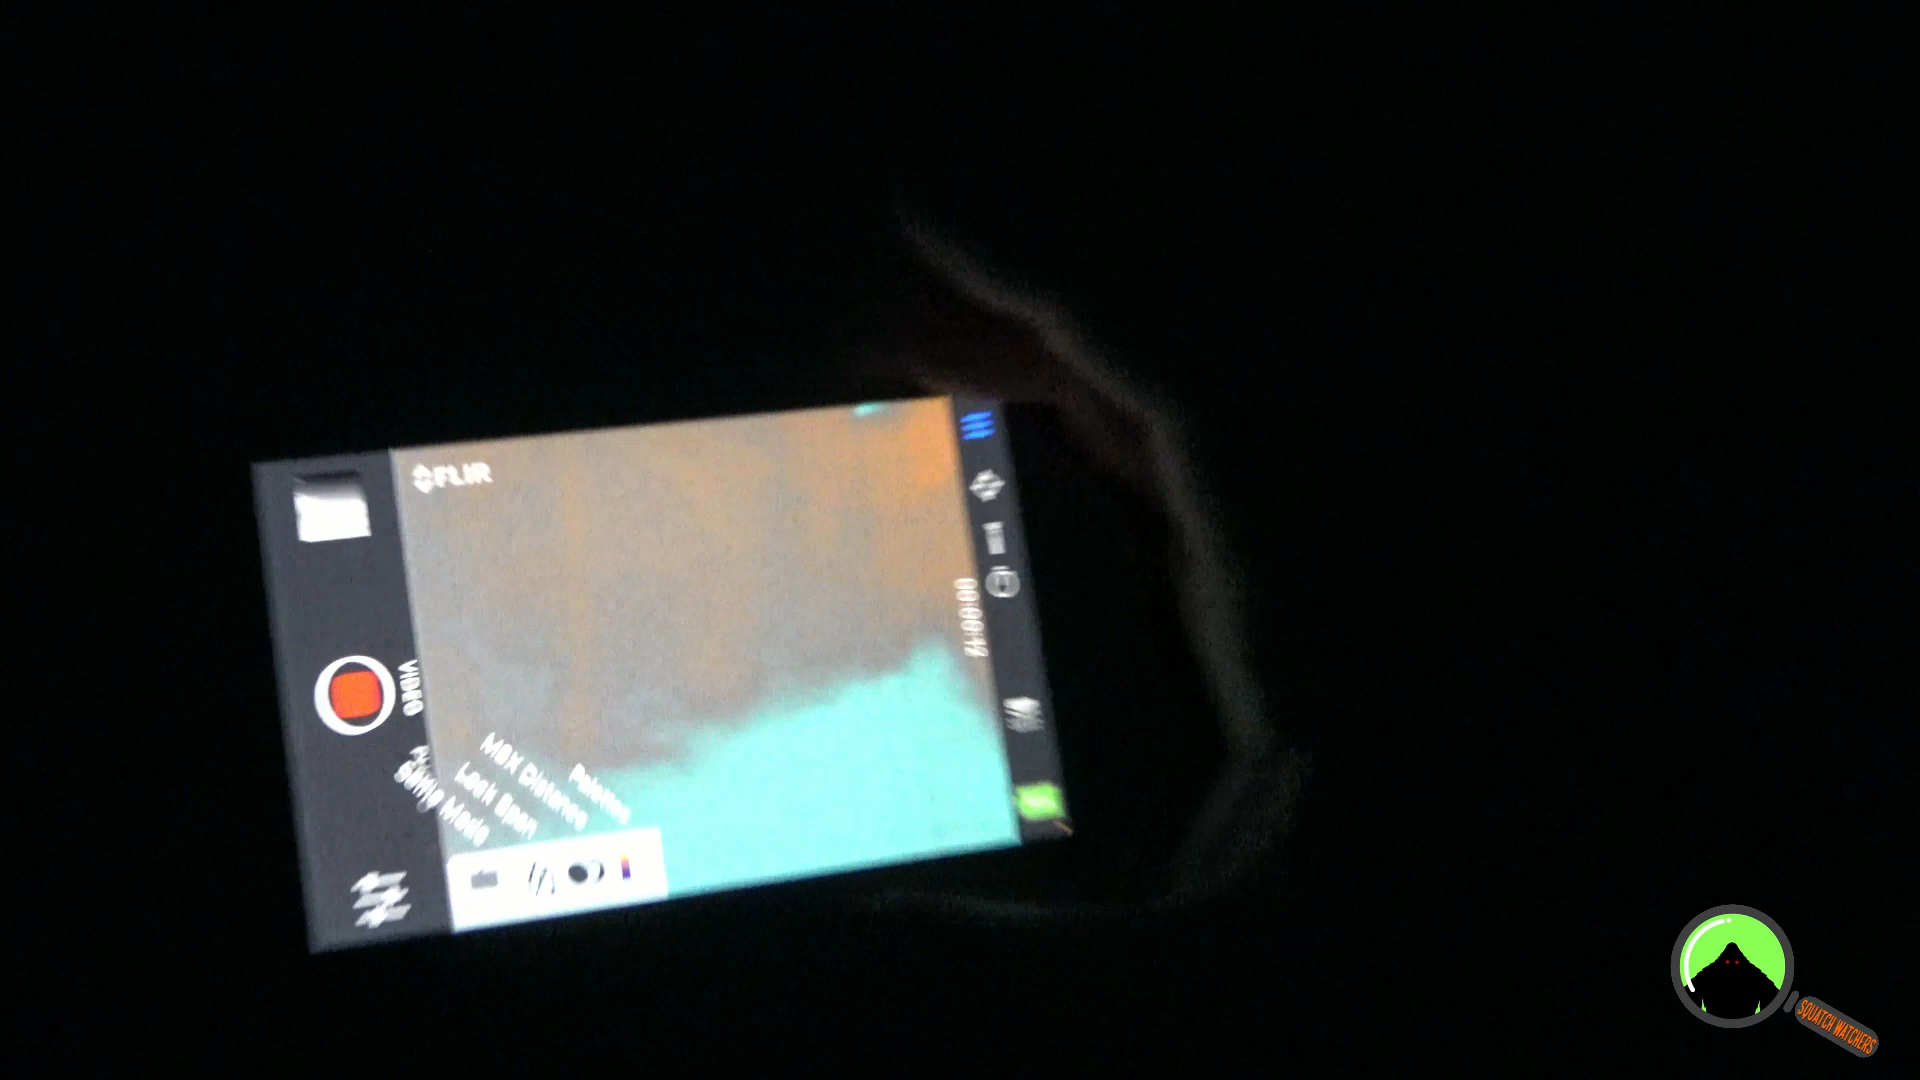 FLIR
VIDEO
00:00:12
Palettes
MSX Distance
Lock Span
SQUATCH WATCHERS